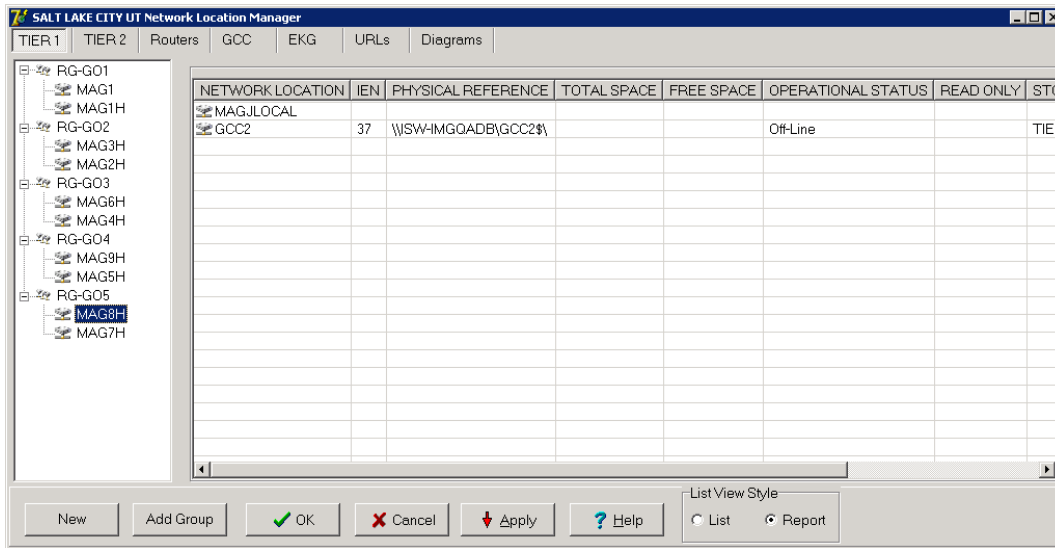 SALT LAKE CITY UT Network Location Manager
TIER 1 TIER 2 Routers GCC EKG URLs Diagrams
RG-GO1
MAG1
MAG1H
RG-GO2
MAG3H
MAG2H
RG-GO3
MAG6H
MAG4H
RG-GO4
MAG9H
MAG5H
RG-GO5
MAG8H
MAG7H
NETWORK LOCATION IEN PHYSICAL REFERENCE TOTAL SPACE FREE SPACE OPERATIONAL STATUS READ ONLY STO
MAGJLOCAL
GCC2 37 \\ISW-IMGQADB\GCC2$\ Off-Line TIE
List View Style
New Add Group OK Cancel Apply ? Help List Report